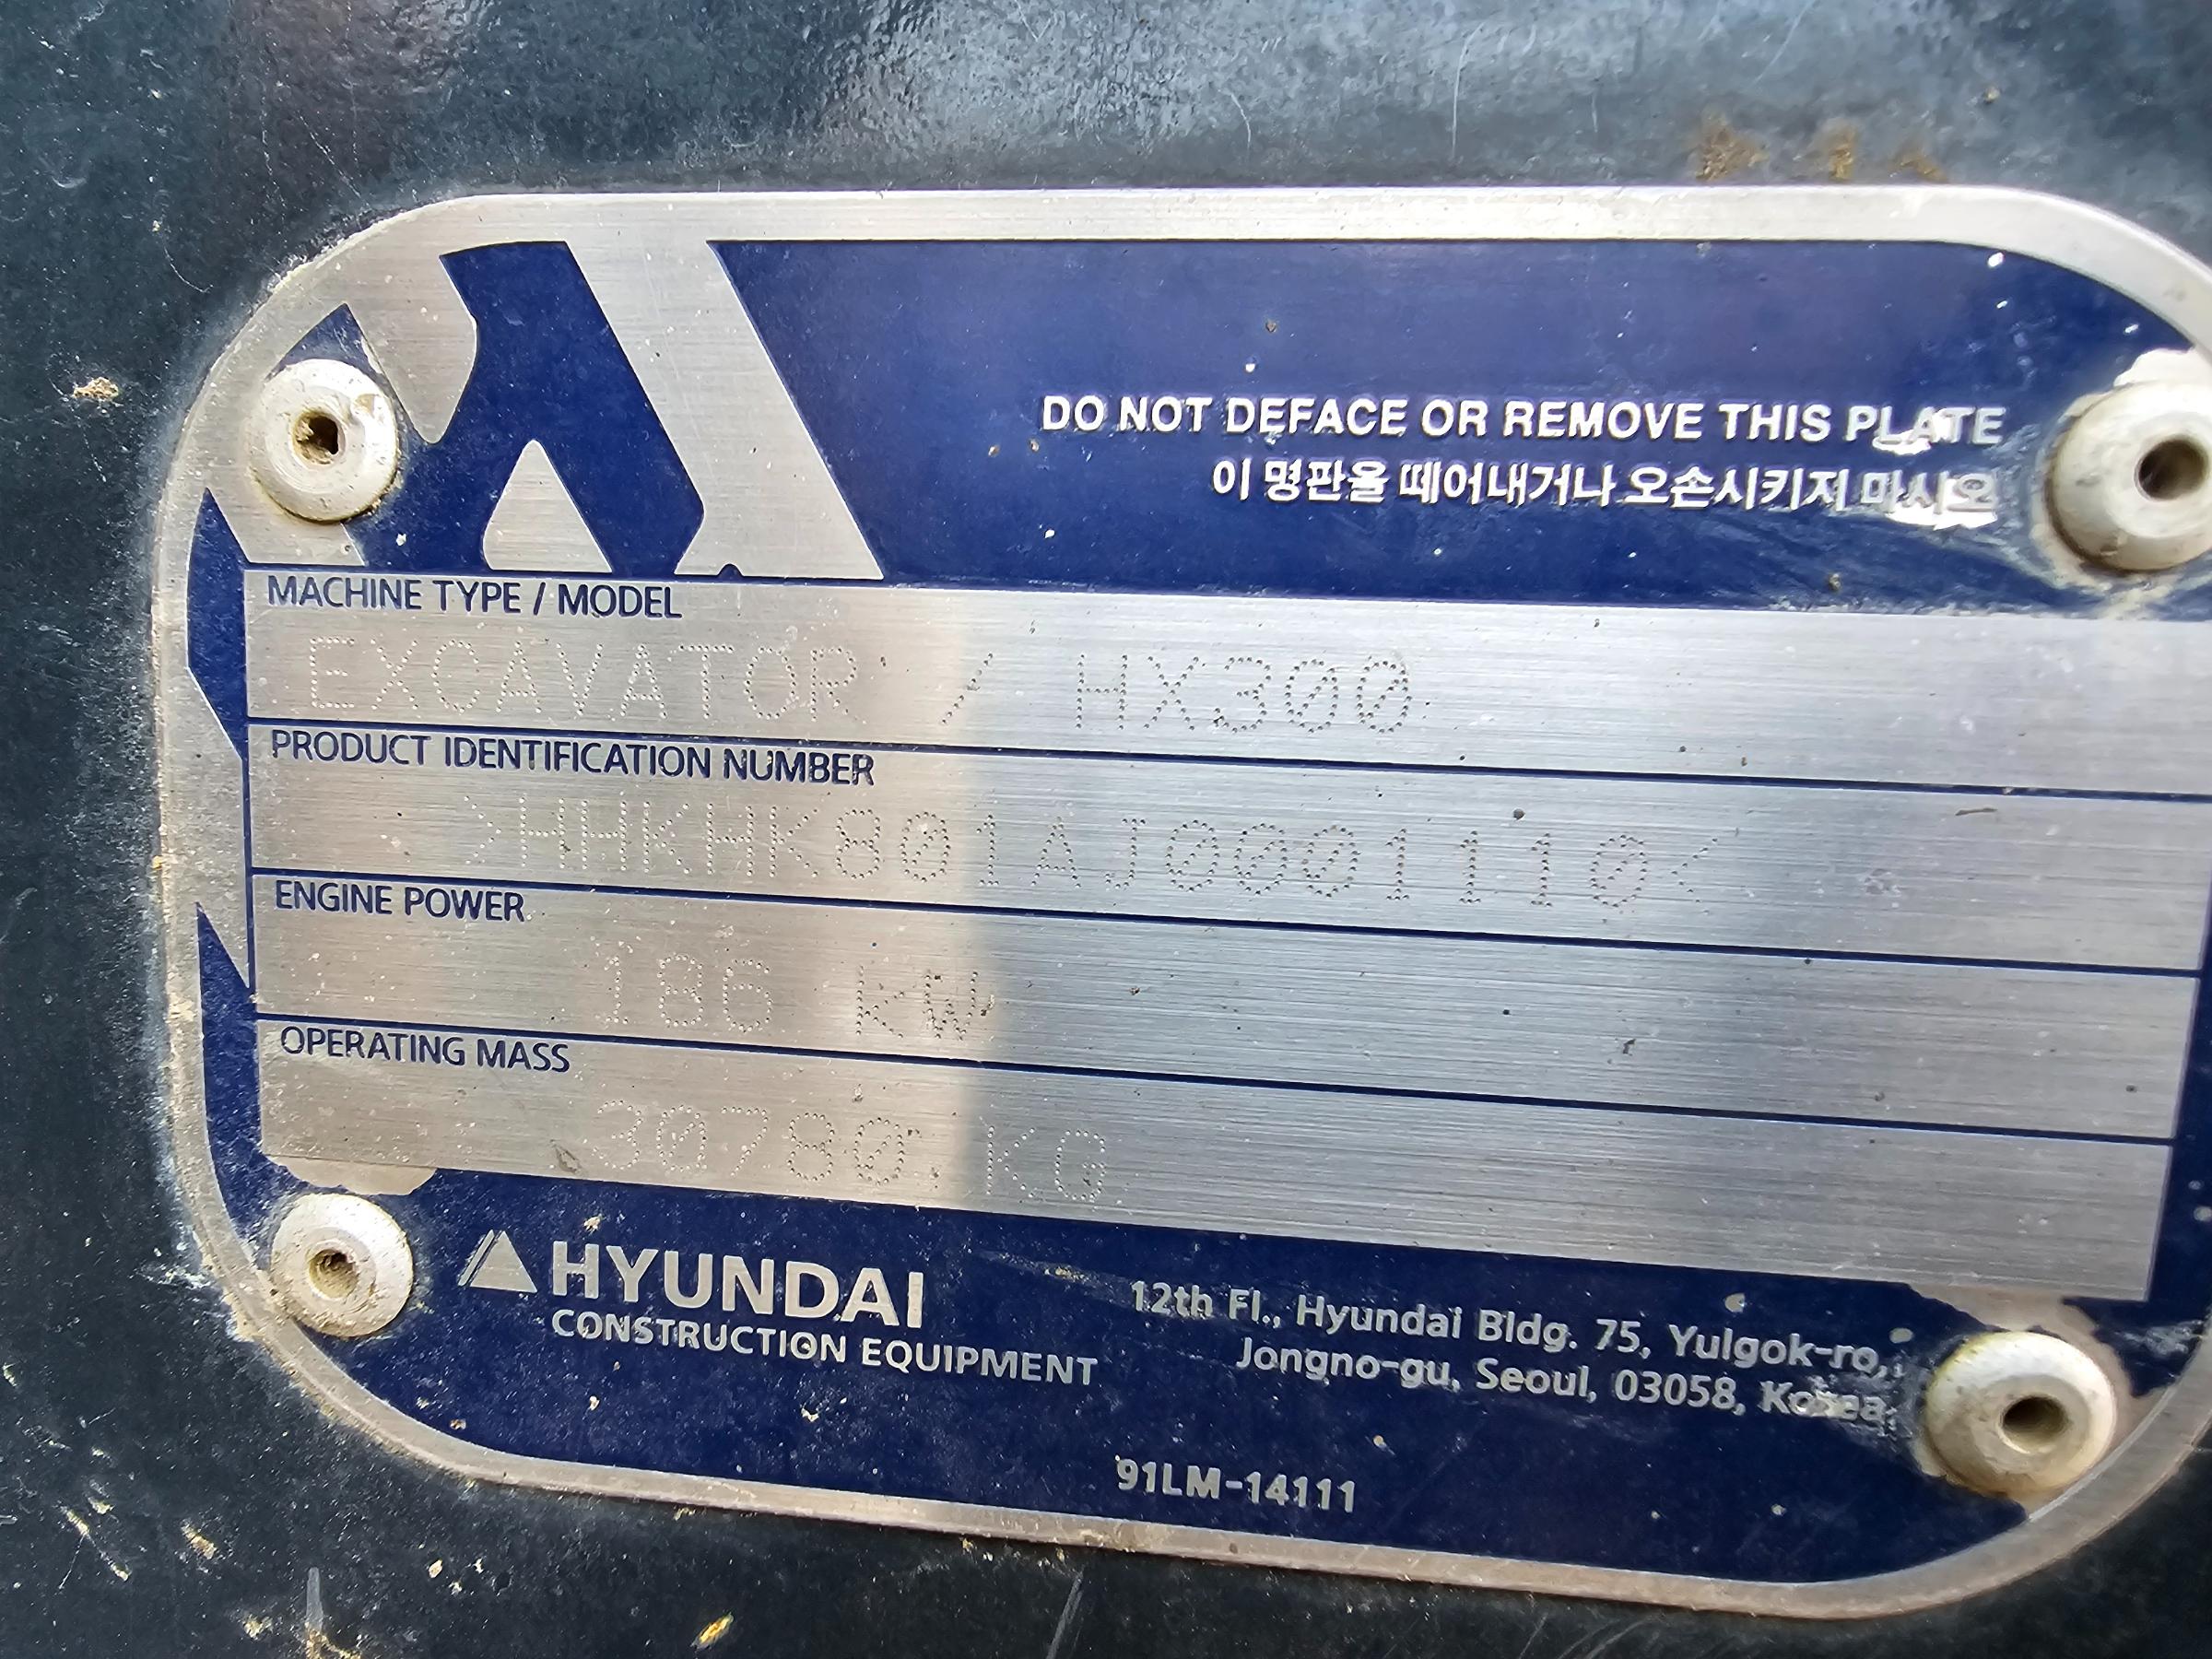 DO NOT DEFACE OR REMOVE THIS PLATE
이 명판을 떼어내거나 오손시키지 마시오
MACHINE TYPE / MODEL
EXCAVATOR / HX300
PRODUCT IDENTIFICATION NUMBER
>HHKHK801AJ0001110<
ENGINE POWER
186 kW
OPERATING MASS
30780 KG
HYUNDAI
CONSTRUCTION EQUIPMENT
12th Fl., Hyundai Bldg. 75, Yulgok-ro,
Jongno-gu, Seoul, 03058, Korea
91LM-14111